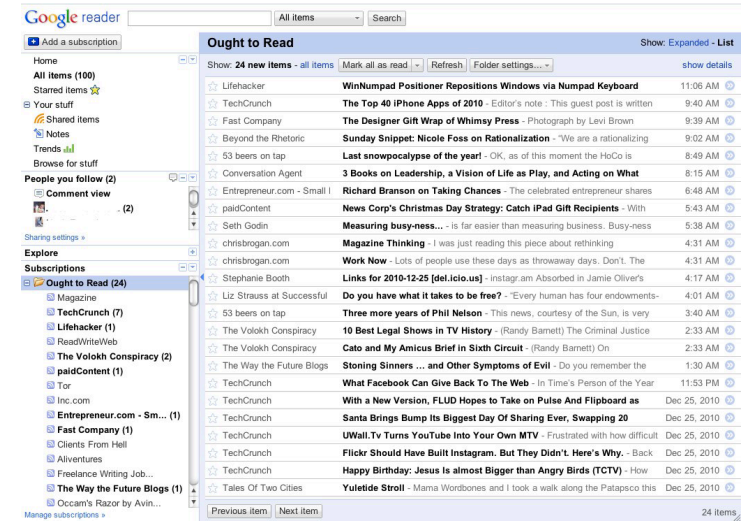 Google reader
All items
Search
Add a subscription
Home
All items (100)
Starred items
Your stuff
Shared items
Notes
Trends
Browse for stuff
People you follow (2)
Comment view
(2)
Sharing settings »
Explore
Subscriptions
Ought to Read (24)
Magazine
TechCrunch (7)
Lifehacker (1)
ReadWriteWeb
The Volokh Conspiracy (2)
paidContent (1)
Tor
Inc.com
Entrepreneur.com - Sm... (1)
Fast Company (1)
Clients From Hell
Aliventures
Freelance Writing Job...
The Way the Future Blogs (1)
Occam's Razor by Avin...
Manage subscriptions »
Ought to Read
Show: Expanded - List
Show: 24 new items - all items Mark all as read Refresh Folder settings... show details
Lifehacker WinNumpad Positioner Repositions Windows via Numpad Keyboard 11:06 AM
TechCrunch The Top 40 iPhone Apps of 2010 - Editor's note : This guest post is written 9:40 AM
Fast Company The Designer Gift Wrap of Whimsy Press - Photograph by Levi Brown 9:39 AM
Beyond the Rhetoric Sunday Snippet: Nicole Foss on Rationalization - "We are a rationalizing 9:02 AM
53 beers on tap Last snowpocalypse of the year! - OK, as of this moment the HoCo is 8:49 AM
Conversation Agent 3 Books on Leadership, a Vision of Life as Play, and Acting on What 8:15 AM
Entrepreneur.com - Small I Richard Branson on Taking Chances - The celebrated entrepreneur shares 6:48 AM
paidContent News Corp's Christmas Day Strategy: Catch iPad Gift Recipients - With 5:43 AM
Seth Godin Measuring busy-ness... - is far easier than measuring business. Busy-ness 5:38 AM
chrisbrogan.com Magazine Thinking - I was just reading this piece about rethinking 4:31 AM
chrisbrogan.com Work Now - Lots of people use these days as throwaway days. Don't. The 4:31 AM
Stephanie Booth Links for 2010-12-25 [del.icio.us] - instagr.am Absorbed in Jamie Oliver's 4:17 AM
Liz Strauss at Successful Do you have what it takes to be free? - "Every human has four endowments- 4:01 AM
53 beers on tap Three more years of Phil Nelson - This news, courtesy of the Sun, is very 3:40 AM
The Volokh Conspiracy 10 Best Legal Shows in TV History - (Randy Barnett) The Criminal Justice 2:33 AM
The Volokh Conspiracy Cato and My Amicus Brief in Sixth Circuit - (Randy Barnett) On 2:33 AM
The Way the Future Blogs Stoning Sinners ... and Other Symptoms of Evil - Do you remember the 1:30 AM
TechCrunch What Facebook Can Give Back To The Web - In Time's Person of the Year 11:53 PM
TechCrunch With a New Version, FLUD Hopes to Take on Pulse And Flipboard as Dec 25, 2010
TechCrunch Santa Brings Bump Its Biggest Day Of Sharing Ever, Swapping 20 Dec 25, 2010
TechCrunch UWall.Tv Turns YouTube Into Your Own MTV - Frustrated with how difficult Dec 25, 2010
TechCrunch Flickr Should Have Built Instagram. But They Didn't. Here's Why. - Back Dec 25, 2010
TechCrunch Happy Birthday: Jesus Is almost Bigger than Angry Birds (TCTV) - How Dec 25, 2010
Tales Of Two Cities Yuletide Stroll - Mama Wordbones and I took a walk along the Patapsco this Dec 25, 2010
Previous item Next item 24 items